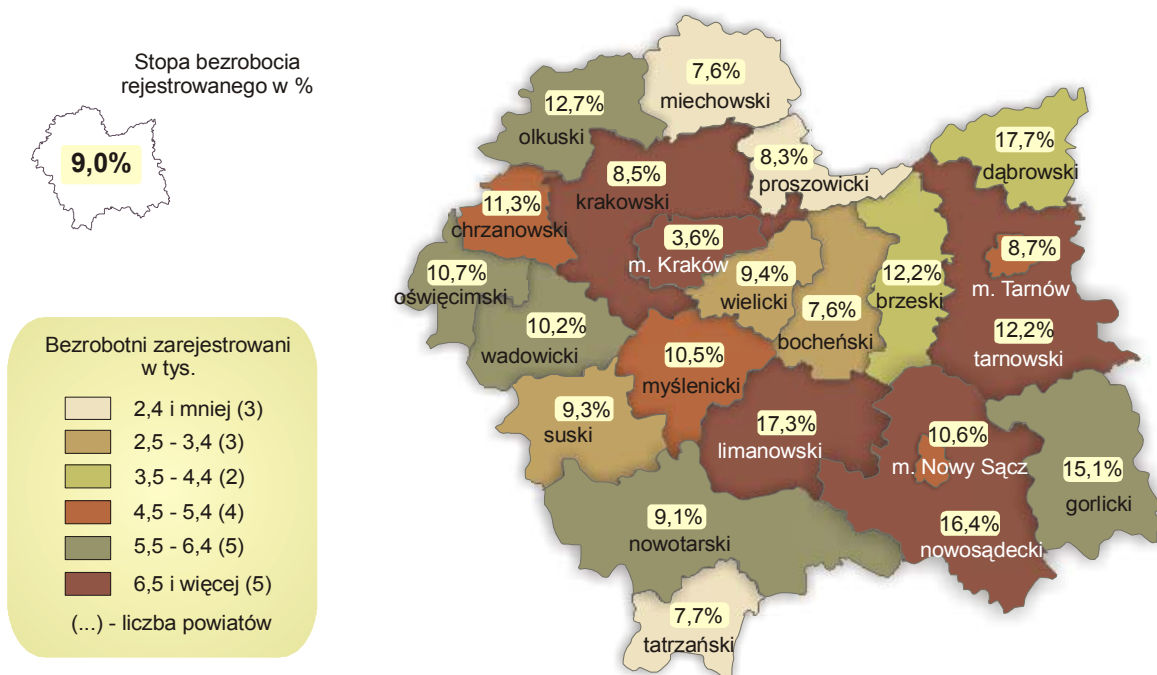 Stopa bezrobocia
rejestrowanego w %
9,0%
7,6%
miechowski
12,7%
olkuski
17,7%
dąbrowski
8,3%
proszowicki
8,5%
krakowski
11,3%
chrzanowski
3,6%
m. Kraków
8,7%
m. Tarnów
10,7%
oświęcimski
9,4%
wielicki
12,2%
brzeski
7,6%
bocheński
10,2%
wadowicki
12,2%
tarnowski
10,5%
myślenicki
9,3%
suski
17,3%
limanowski
10,6%
m. Nowy Sącz
15,1%
gorlicki
9,1%
nowotarski
16,4%
nowosądecki
7,7%
tatrzański
Bezrobotni zarejestrowani
w tys.
2,4 i mniej (3)
2,5 - 3,4 (3)
3,5 - 4,4 (2)
4,5 - 5,4 (4)
5,5 - 6,4 (5)
6,5 i więcej (5)
(...) - liczba powiatów